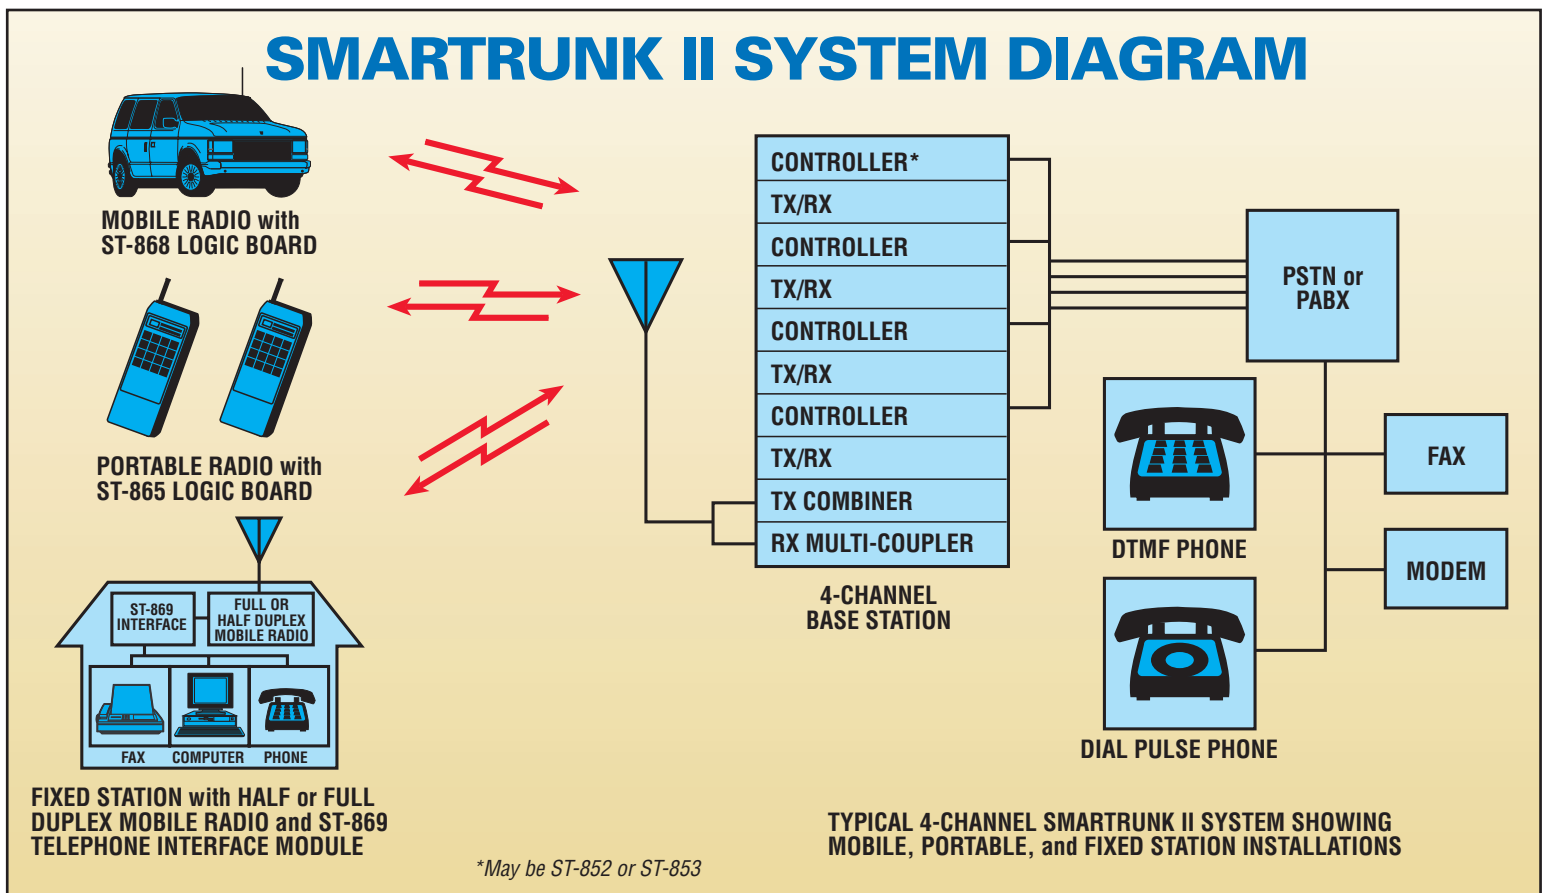 SMARTRUNK II SYSTEM DIAGRAM
MOBILE RADIO with
ST-868 LOGIC BOARD
PORTABLE RADIO with
ST-865 LOGIC BOARD
ST-869
INTERFACE
FULL OR
HALF DUPLEX
MOBILE RADIO
FAX
COMPUTER
PHONE
FIXED STATION with HALF or FULL
DUPLEX MOBILE RADIO and ST-869
TELEPHONE INTERFACE MODULE
CONTROLLER*
TX/RX
CONTROLLER
TX/RX
CONTROLLER
TX/RX
CONTROLLER
TX/RX
TX COMBINER
RX MULTI-COUPLER
4-CHANNEL
BASE STATION
PSTN or
PABX
DTMF PHONE
FAX
MODEM
DIAL PULSE PHONE
TYPICAL 4-CHANNEL SMARTRUNK II SYSTEM SHOWING
MOBILE, PORTABLE, and FIXED STATION INSTALLATIONS
*May be ST-852 or ST-853